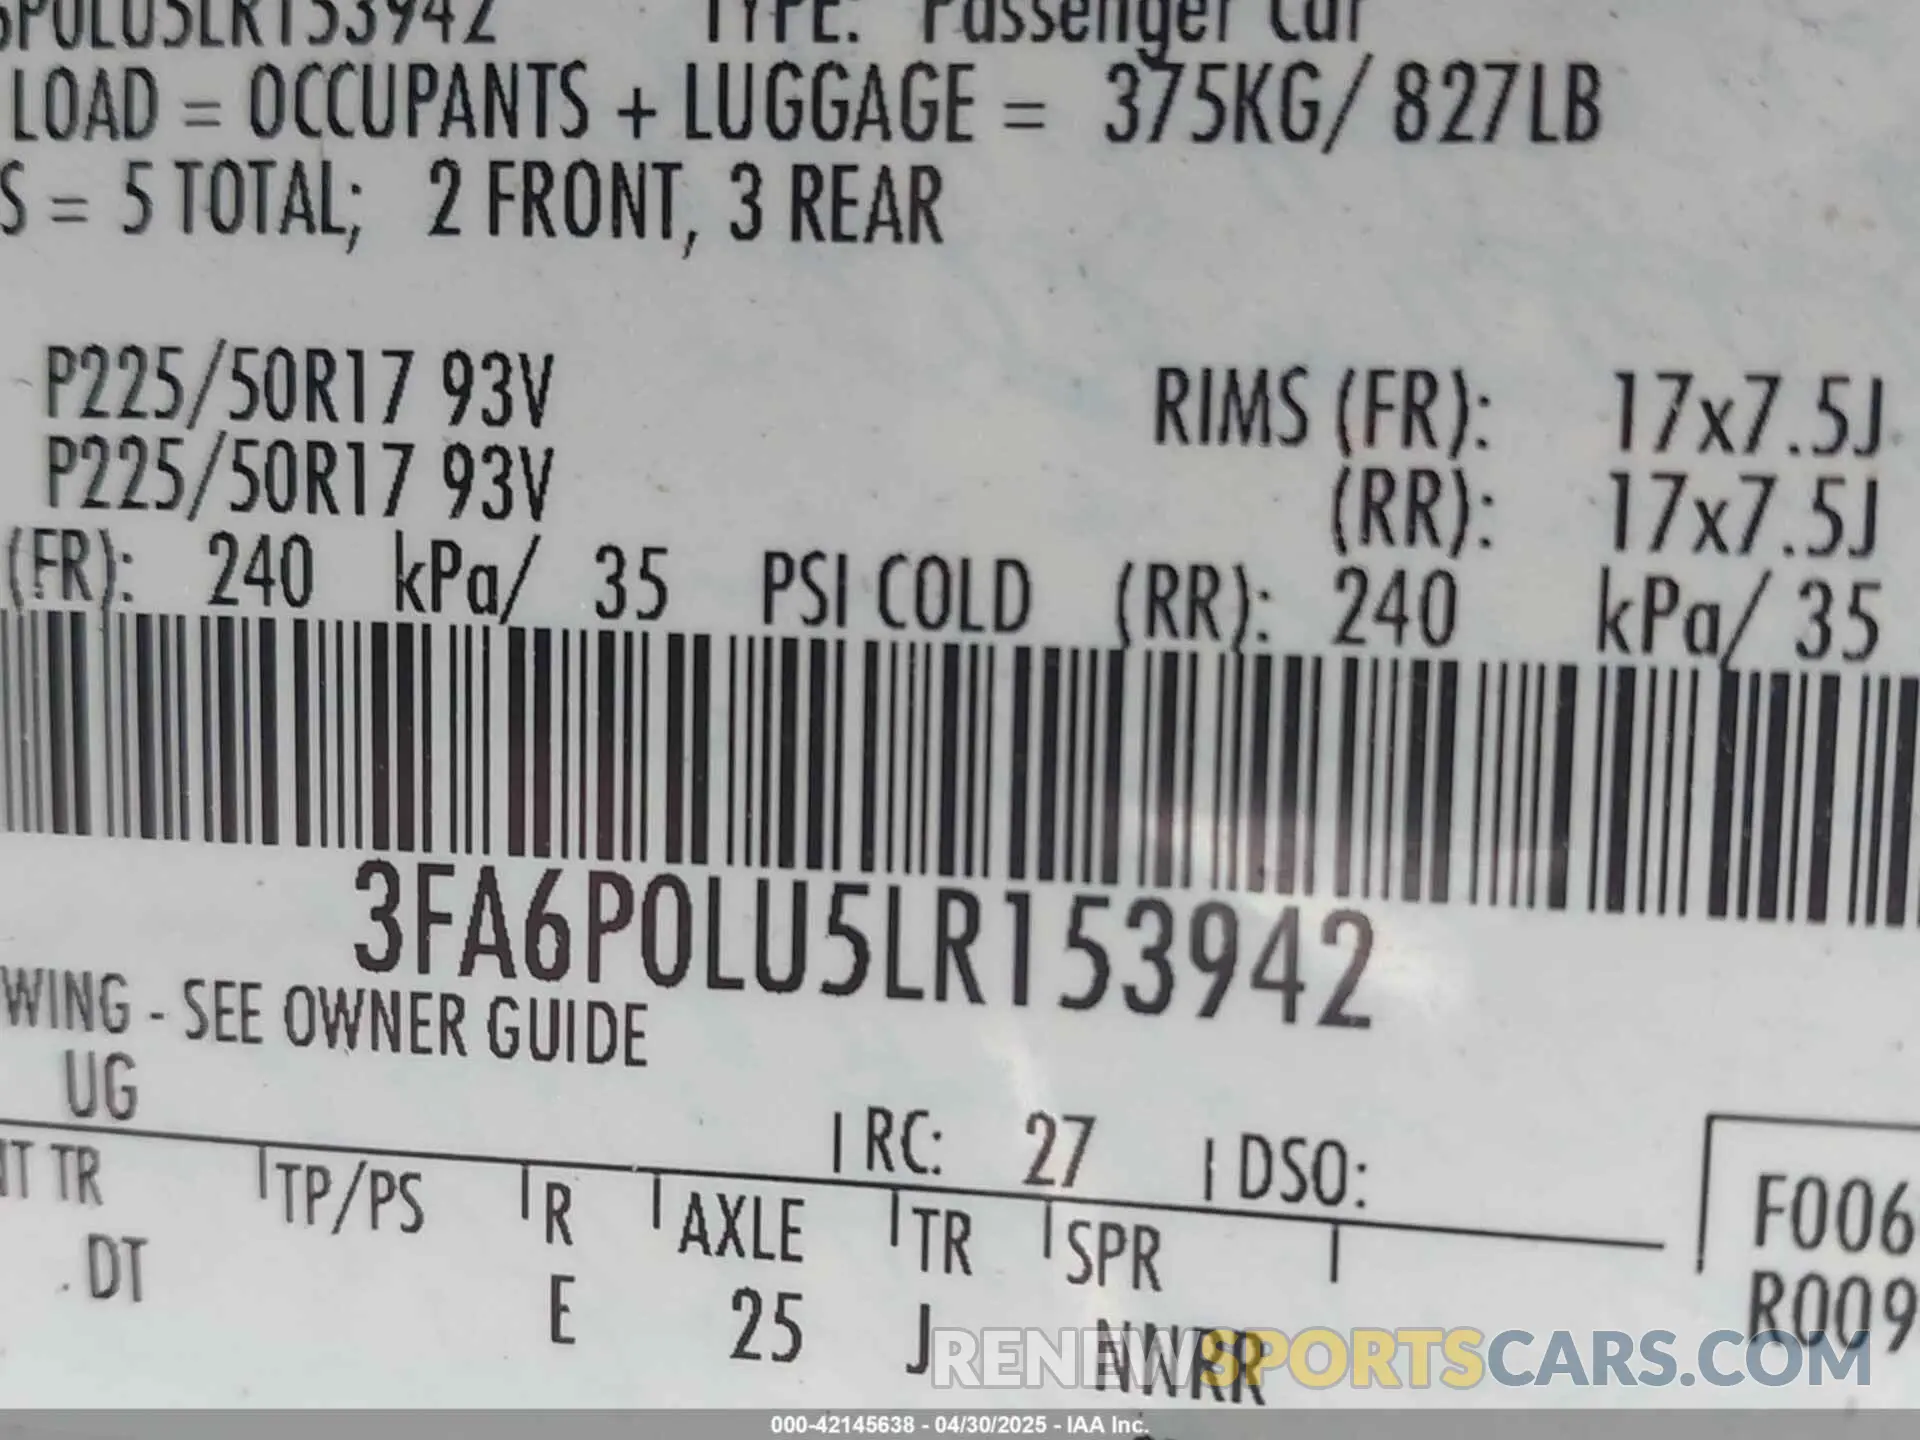 6P0LU5LR153942 TYPE: Passenger Car
LOAD = OCCUPANTS + LUGGAGE = 375KG/ 827LB
S = 5 TOTAL; 2 FRONT, 3 REAR
P225/50R17 93V RIMS (FR): 17x7.5J
P225/50R17 93V (RR): 17x7.5J
(FR): 240 kPa/ 35 PSI COLD (RR): 240 kPa/ 35
3FA6P0LU5LR153942
WING - SEE OWNER GUIDE
UG
RC: 27 DSO:
NT TR TP/PS R AXLE TR SPR
F006
DT E 25 J NNRR
R009
RENEWSPORTSCARS.COM
000-42145638 - 04/30/2025 - IAA Inc.